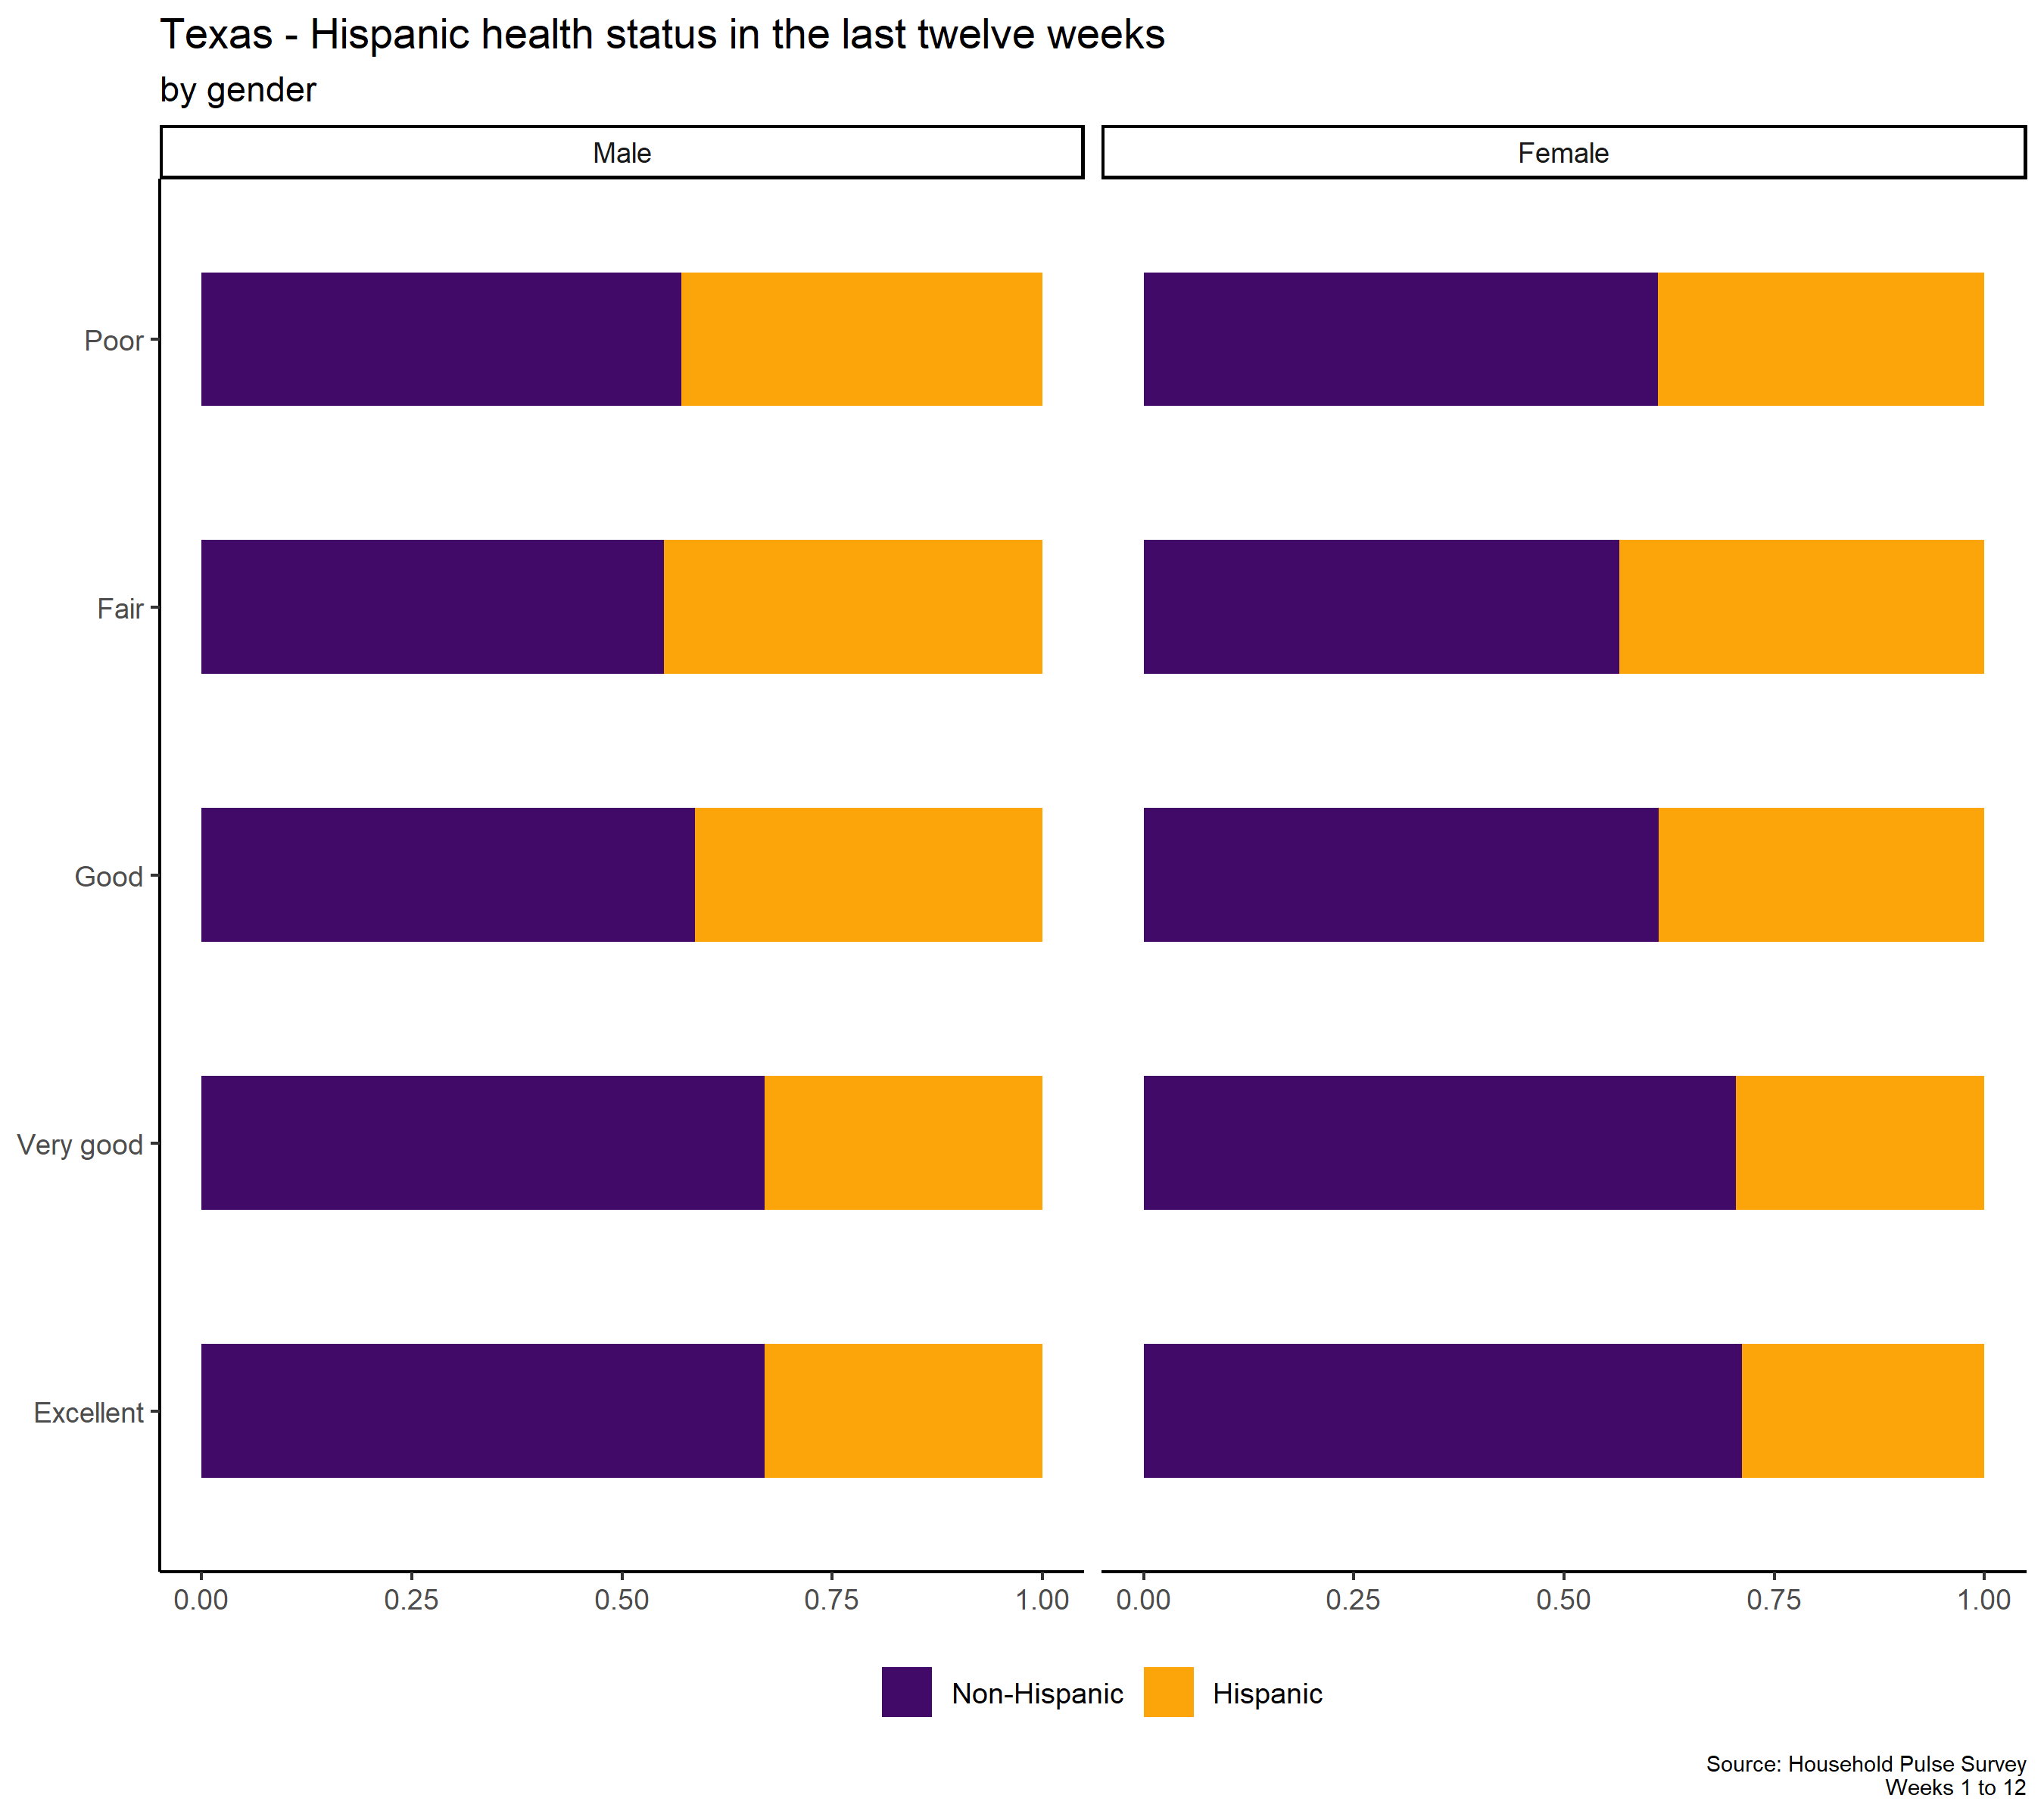 Texas - Hispanic health status in the last twelve weeks
by gender
Male
Female
Poor
Fair
Good
Very good
Excellent
0.00 0.25 0.50 0.75 1.00
0.00 0.25 0.50 0.75 1.00
Non-Hispanic
Hispanic
Source: Household Pulse Survey
Weeks 1 to 12